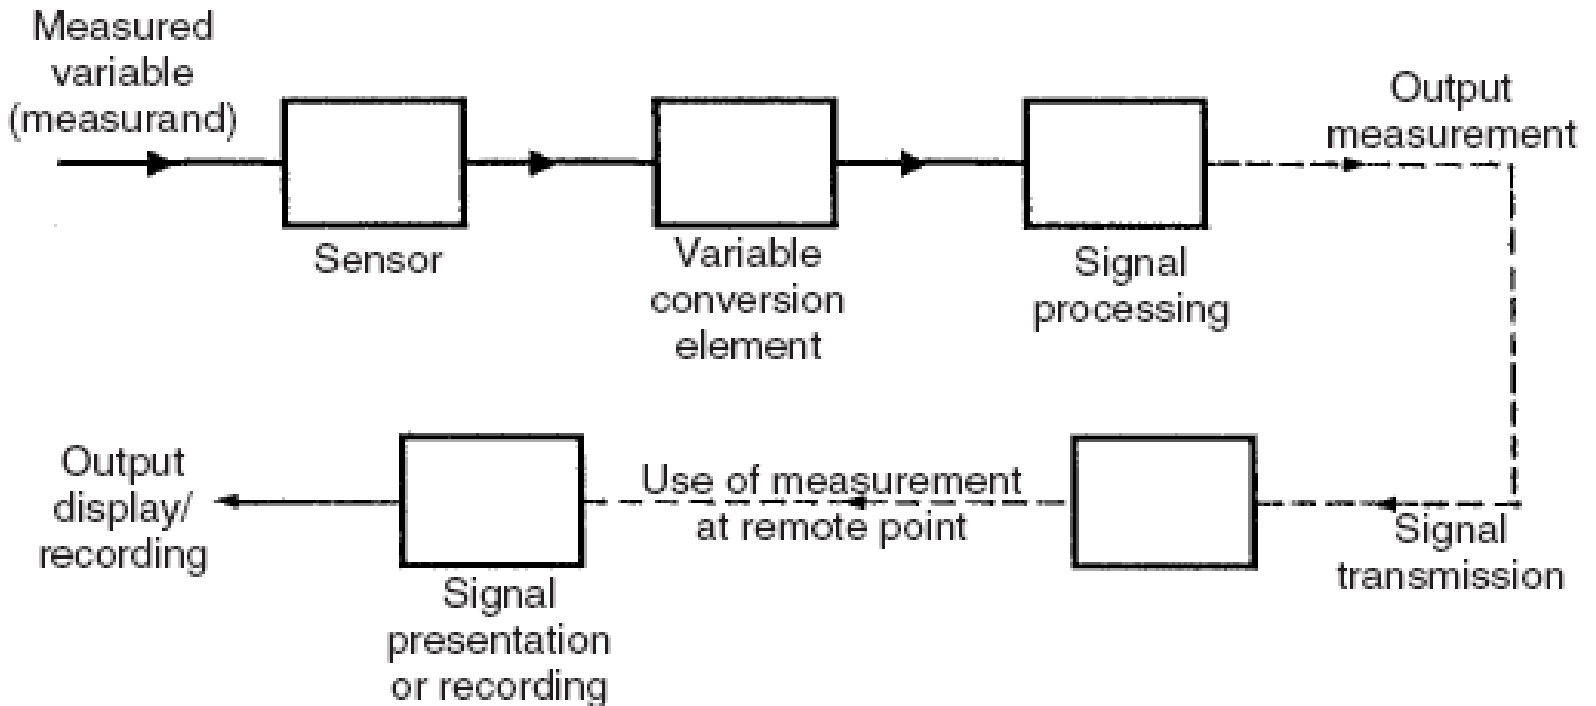 Measured
variable
(measurand)
Output
measurement
Sensor
Variable
conversion
element
Signal
processing
Output
display/
recording
Use of measurement
at remote point
Signal
transmission
Signal
presentation
or recording